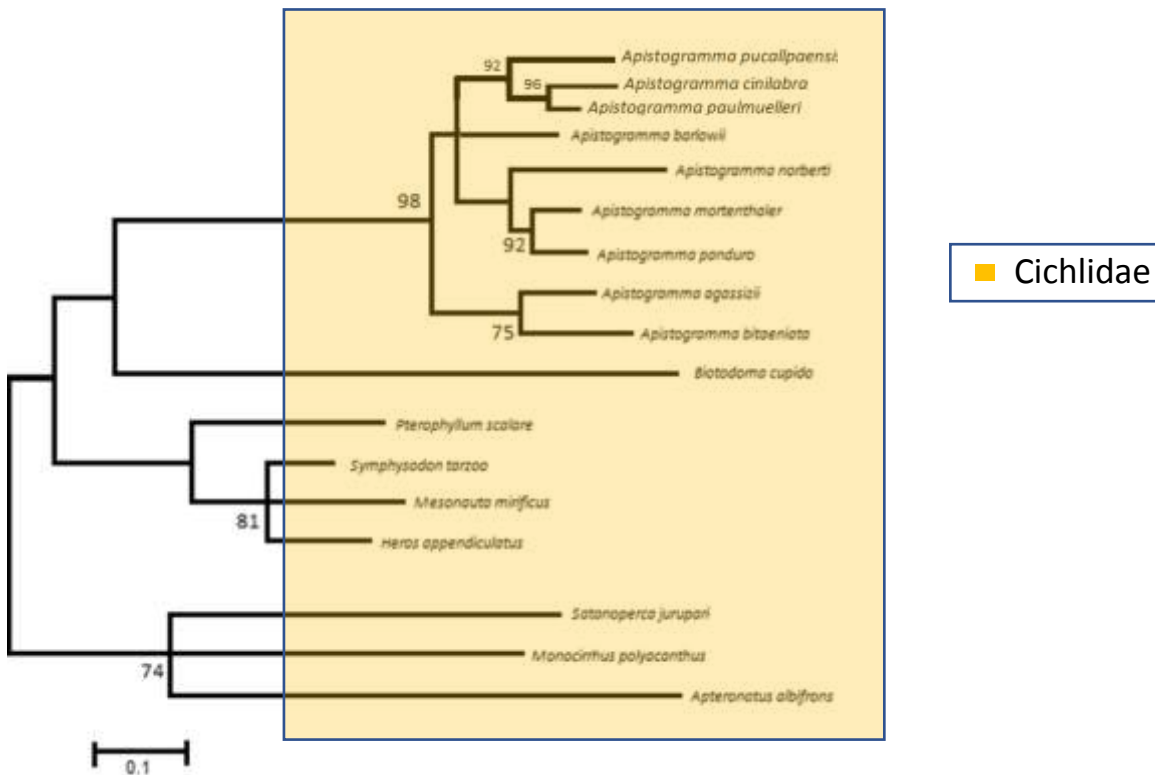 92
Apistogramma pucallpaensis
96
Apistogramma cinilabra
Apistogramma paulmuelleri
Apistogramma barlowii
Apistogramma norberti
98
Apistogramma mortenthaler
92
Apistogramma panduro
Apistogramma agassizii
75
Apistogramma bitaeniata
Biotodoma cupido
Pterophyllum scalare
Symphysodon tarzoo
Mesonauta mirificus
81
Heros appendiculatus
Satanoperca jurupari
Monocirrhus polyacanthus
74
Apteronatus albifrons
0.1
Cichlidae